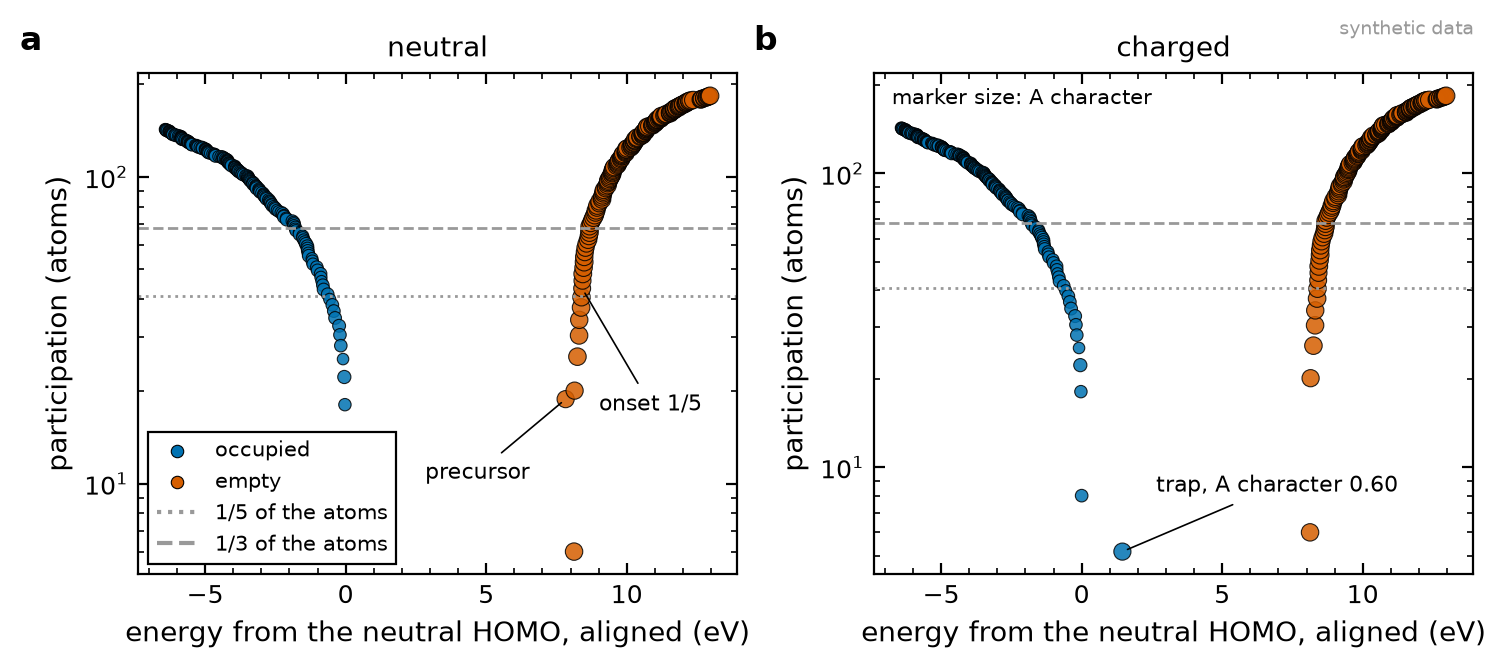 a
neutral
participation (atoms)
10²
10¹
onset 1/5
precursor
occupied
empty
1/5 of the atoms
1/3 of the atoms
−5
0
5
10
energy from the neutral HOMO, aligned (eV)
b
synthetic data
charged
marker size: A character
participation (atoms)
10²
10¹
trap, A character 0.60
−5
0
5
10
energy from the neutral HOMO, aligned (eV)